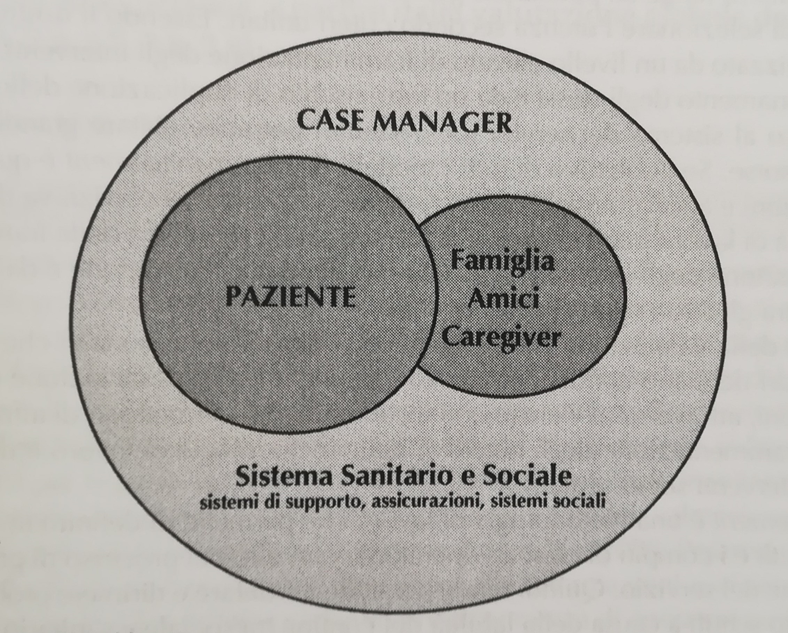 CASE MANAGER
PAZIENTE
Famiglia
Amici
Caregiver
Sistema Sanitario e Sociale
sistemi di supporto, assicurazioni, sistemi sociali